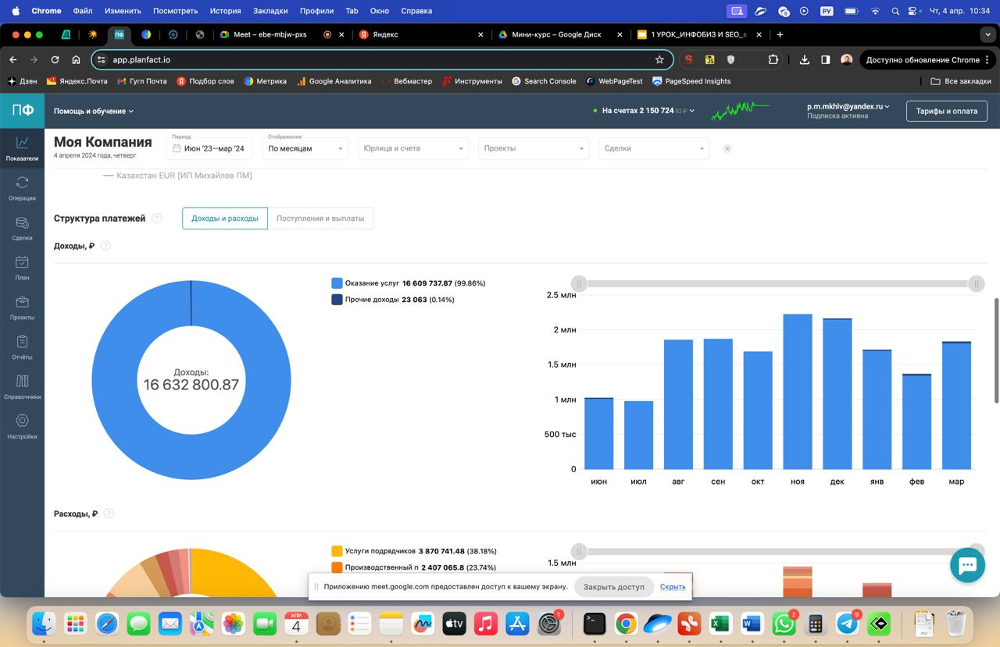 Chrome Файл Изменить Посмотреть История Закладки Профили Tab Окно Справка РУ Чт, 4 апр. 10:34
Meet – ebe-mbjw-pxs Яндекс Мини-курс – Google Диск 1 УРОК_ИНФОБИЗ И SEO_в
app.planfact.io Доступно обновление Chrome
Дзен Яндекс.Почта Гугл Почта Подбор слов Метрика Google Аналитика Вебмастер Инструменты Search Console WebPageTest PageSpeed Insights Все закладки
ПФ Помощь и обучение На счетах 2 150 724.92 ₽ p.m.mkhlv@yandex.ru Тарифы и оплата
Подписка активна
Моя Компания
4 апреля 2024 года, четверг
Период
Июн ’23—мар ’24
Отображение
По месяцам
Юрлица и счета
Проекты
Сделки
Показатели
Операции
Сделки
План
Проекты
Отчёты
Справочники
Настройки
— Казахстан EUR [ИП Михайлов ПМ]
Структура платежей ? Доходы и расходы Поступления и выплаты
Доходы, ₽ ?
Доходы:
16 632 800.87
Оказание услуг 16 609 737.87 (99.86%)
Прочие доходы 23 063 (0.14%)
2.5 млн
2 млн
1.5 млн
1 млн
500 тыс
0
июн июл авг сен окт ноя дек янв фев мар
Расходы, ₽ ?
Услуги подрядчиков 3 870 741.48 (38.18%)
Производственный п 2 407 065.8 (23.74%)
1.5 млн
Приложению meet.google.com предоставлен доступ к вашему экрану. Закрыть доступ Скрыть
АПР.
4
tv
1
2
9
PDF